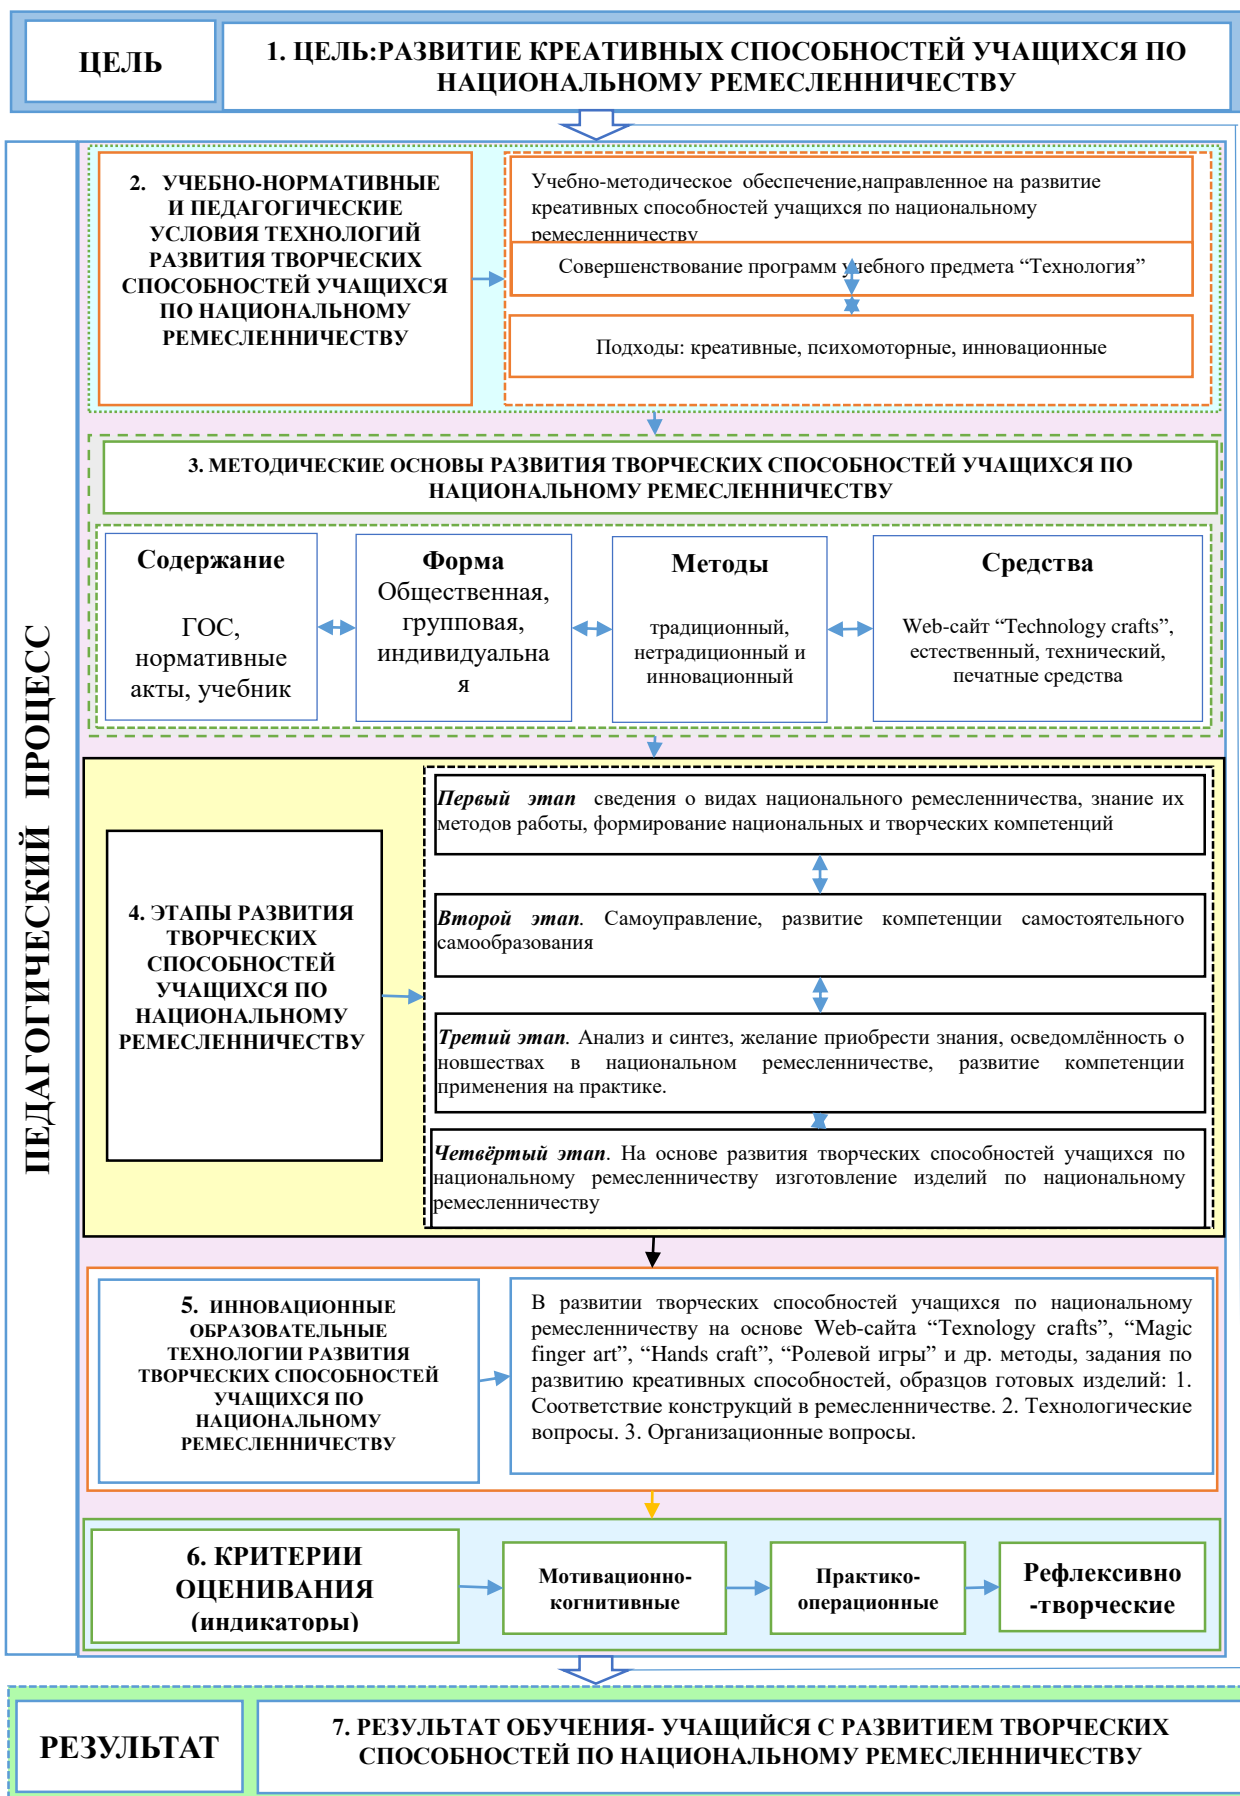 ЦЕЛЬ
1. ЦЕЛЬ:РАЗВИТИЕ КРЕАТИВНЫХ СПОСОБНОСТЕЙ УЧАЩИХСЯ ПО
НАЦИОНАЛЬНОМУ РЕМЕСЛЕННИЧЕСТВУ
ПЕДАГОГИЧЕСКИЙ ПРОЦЕСС
2. УЧЕБНО-НОРМАТИВНЫЕ
И ПЕДАГОГИЧЕСКИЕ
УСЛОВИЯ ТЕХНОЛОГИЙ
РАЗВИТИЯ ТВОРЧЕСКИХ
СПОСОБНОСТЕЙ УЧАЩИХСЯ
ПО НАЦИОНАЛЬНОМУ
РЕМЕСЛЕННИЧЕСТВУ
Учебно-методическое обеспечение,направленное на развитие
креативных способностей учащихся по национальному
ремесленничеству
Совершенствование программ учебного предмета “Технология”
Подходы: креативные, психомоторные, инновационные
3. МЕТОДИЧЕСКИЕ ОСНОВЫ РАЗВИТИЯ ТВОРЧЕСКИХ СПОСОБНОСТЕЙ УЧАЩИХСЯ ПО
НАЦИОНАЛЬНОМУ РЕМЕСЛЕННИЧЕСТВУ
Содержание
ГОС,
нормативные
акты, учебник
Форма
Общественная,
групповая,
индивидуальна
я
Методы
традиционный,
нетрадиционный и
инновационный
Средства
Web-сайт “Technology crafts”,
естественный, технический,
печатные средства
4. ЭТАПЫ РАЗВИТИЯ
ТВОРЧЕСКИХ
СПОСОБНОСТЕЙ
УЧАЩИХСЯ ПО
НАЦИОНАЛЬНОМУ
РЕМЕСЛЕННИЧЕСТВУ
Первый этап сведения о видах национального ремесленничества, знание их
методов работы, формирование национальных и творческих компетенций
Второй этап. Самоуправление, развитие компетенции самостоятельного
самообразования
Третий этап. Анализ и синтез, желание приобрести знания, осведомлённость о
новшествах в национальном ремесленничестве, развитие компетенции
применения на практике.
Четвёртый этап. На основе развития творческих способностей учащихся по
национальному ремесленничеству изготовление изделий по национальному
ремесленничеству
5. ИННОВАЦИОННЫЕ
ОБРАЗОВАТЕЛЬНЫЕ
ТЕХНОЛОГИИ РАЗВИТИЯ
ТВОРЧЕСКИХ СПОСОБНОСТЕЙ
УЧАЩИХСЯ ПО
НАЦИОНАЛЬНОМУ
РЕМЕСЛЕННИЧЕСТВУ
В развитии творческих способностей учащихся по национальному
ремесленничеству на основе Web-сайта “Texnology crafts”, “Magic
finger art”, “Hands craft”, “Ролевой игры” и др. методы, задания по
развитию креативных способностей, образцов готовых изделий: 1.
Соответствие конструкций в ремесленничестве. 2. Технологические
вопросы. 3. Организационные вопросы.
6. КРИТЕРИИ
ОЦЕНИВАНИЯ
(индикаторы)
Мотивационно-
когнитивные
Практико-
операционные
Рефлексивно
-творческие
РЕЗУЛЬТАТ
7. РЕЗУЛЬТАТ ОБУЧЕНИЯ- УЧАЩИЙСЯ С РАЗВИТИЕМ ТВОРЧЕСКИХ
СПОСОБНОСТЕЙ ПО НАЦИОНАЛЬНОМУ РЕМЕСЛЕННИЧЕСТВУ